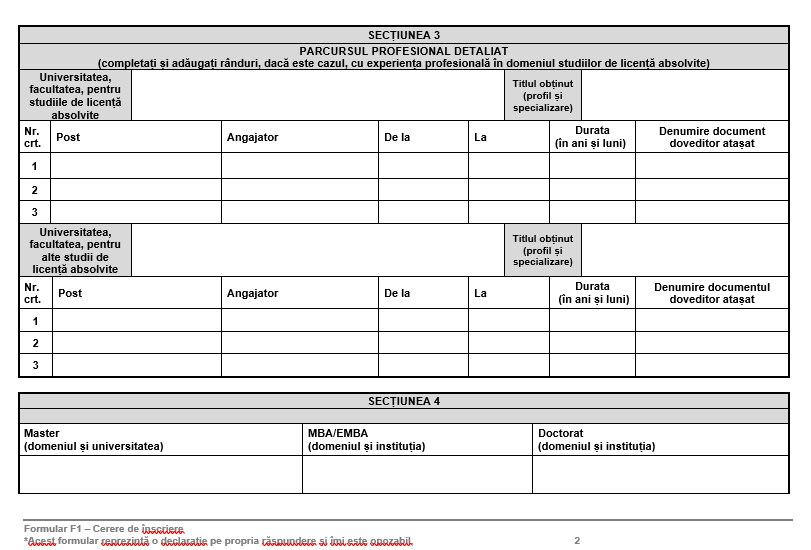 SECȚIUNEA 3
PARCURSUL PROFESIONAL DETALIAT
(completați și adăugați rânduri, dacă este cazul, cu experiența profesională în domeniul studiilor de licență absolvite)
Universitatea,
facultatea, pentru
studiile de licență
absolvite
Titlul obținut
(profil și
specializare)
Nr.
crt.
Post
Angajator
De la
La
Durata
(în ani și luni)
Denumire document
doveditor atașat
1
2
3
Universitatea,
facultatea, pentru
alte studii de
licență absolvite
Titlul obținut
(profil și
specializare)
Nr.
crt.
Post
Angajator
De la
La
Durata
(în ani și luni)
Denumire documentul
doveditor atașat
1
2
3
SECȚIUNEA 4
Master
(domeniul și universitatea)
MBA/EMBA
(domeniul și instituția)
Doctorat
(domeniul și instituția)
Formular F1 – Cerere de înscriere
*Acest formular reprezintă o declarație pe propria răspundere și îmi este opozabil.
2